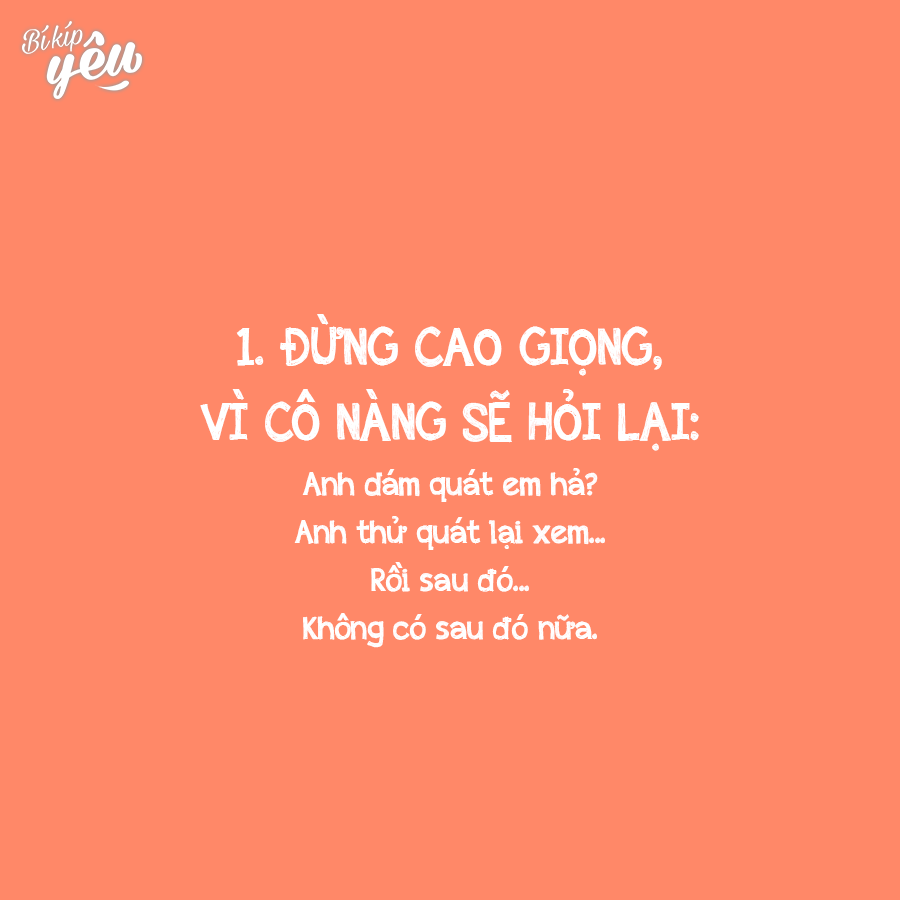 Bí kíp
yêu
1. ĐỪNG CAO GIỌNG,
VÌ CÔ NÀNG SẼ HỎI LẠI:
Anh dám quát em hả?
Anh thử quát lại xem...
Rồi sau đó...
Không có sau đó nữa.